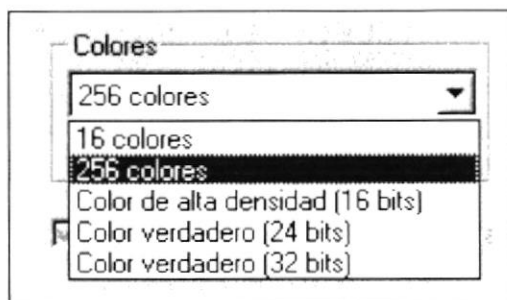 Colores
256 colores
16 colores
256 colores
Color de alta densidad (16 bits)
Color verdadero (24 bits)
Color verdadero (32 bits)